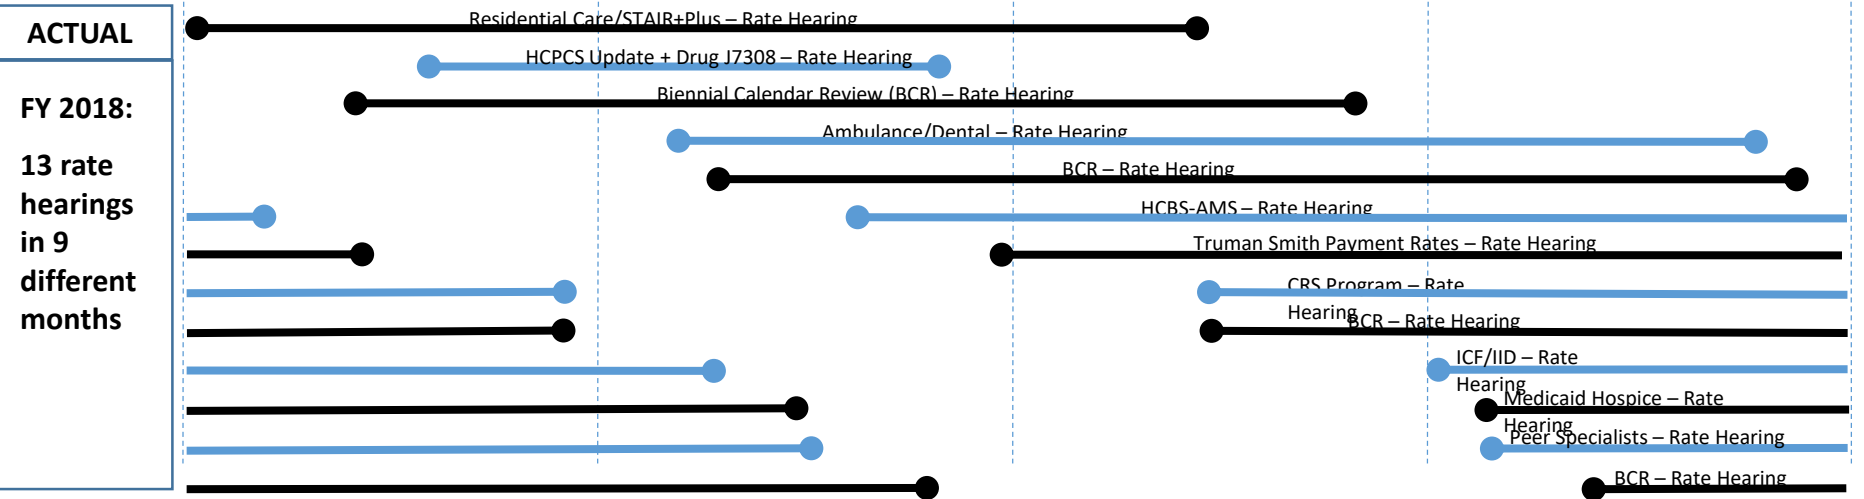 ACTUAL
FY 2018:
13 rate
hearings
in 9
different
months
Residential Care/STAIR+Plus – Rate Hearing
HCPCS Update + Drug J7308 – Rate Hearing
Biennial Calendar Review (BCR) – Rate Hearing
Ambulance/Dental – Rate Hearing
BCR – Rate Hearing
HCBS-AMS – Rate Hearing
Truman Smith Payment Rates – Rate Hearing
CRS Program – Rate
Hearing
BCR – Rate Hearing
ICF/IID – Rate
Hearing
Medicaid Hospice – Rate
Hearing
Peer Specialists – Rate Hearing
BCR – Rate Hearing